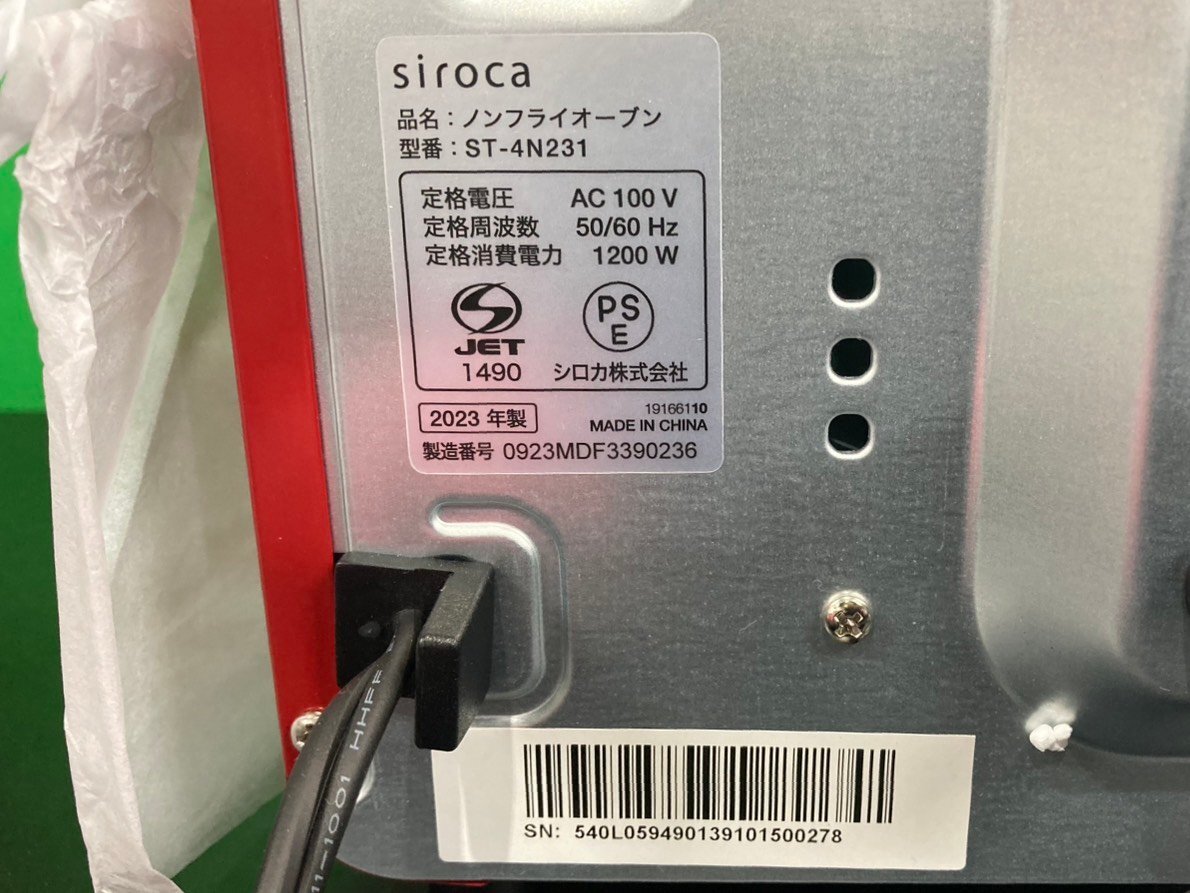 siroca
品名：ノンフライオーブン
型番：ST-4N231
定格電圧 AC 100 V
定格周波数 50/60 Hz
定格消費電力 1200 W
JET
PS
E
1490 シロカ株式会社
2023 年製
19166110
MADE IN CHINA
製造番号 0923MDF3390236
HHFF
11-1001
SN: 540L059490139101500278